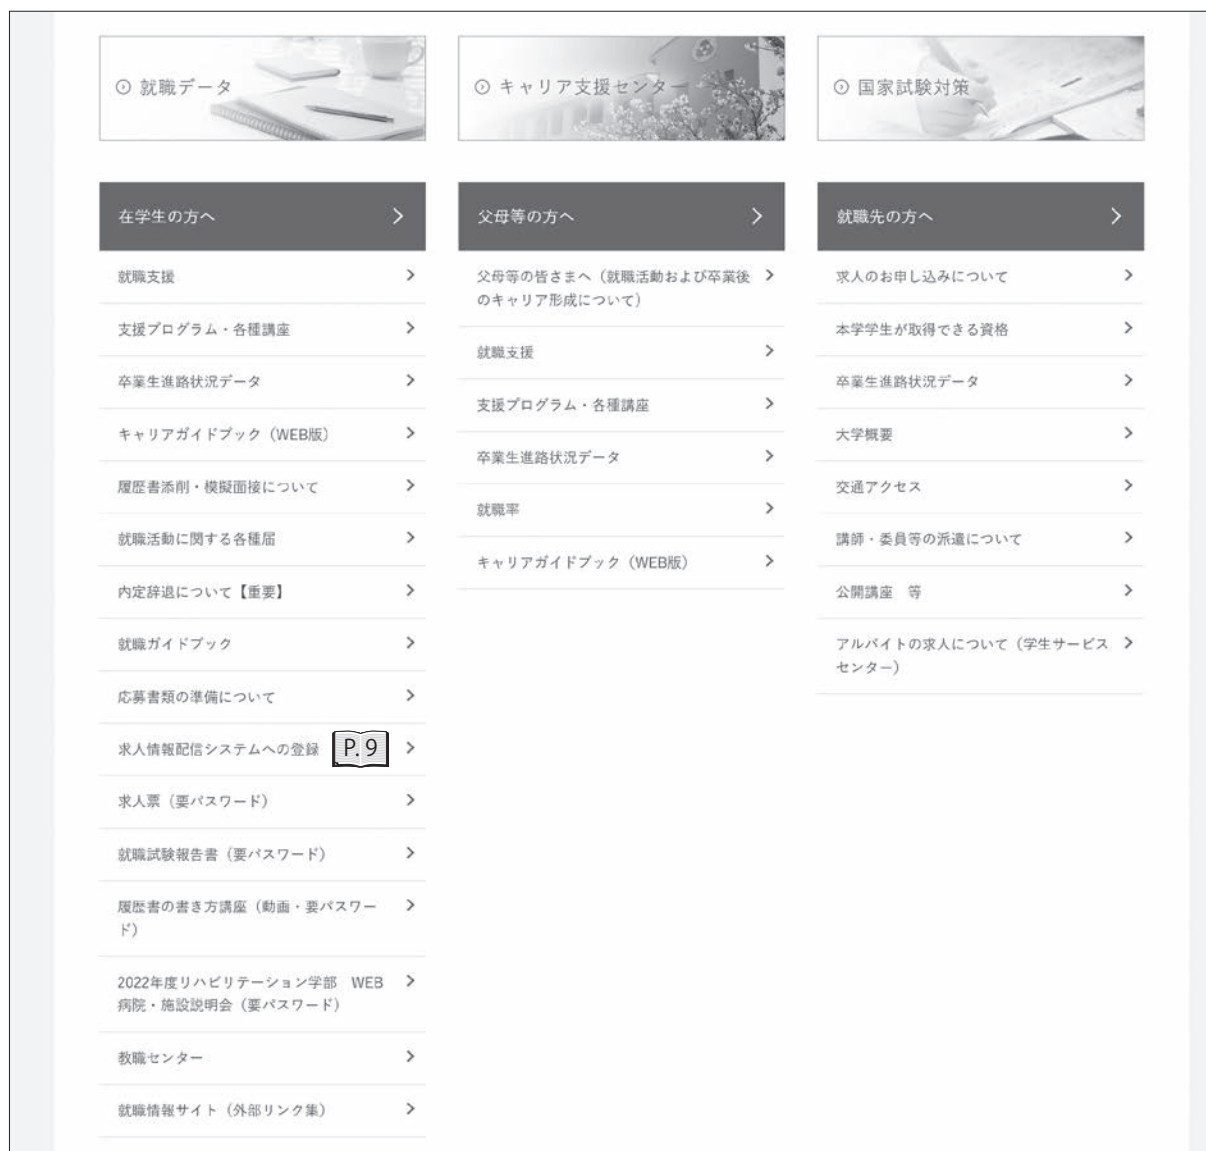 就職データ
キャリア支援センター
国家試験対策
在学生の方へ
就職支援
支援プログラム・各種講座
卒業生進路状況データ
キャリアガイドブック（WEB版）
履歴書添削・模擬面接について
就職活動に関する各種届
内定辞退について【重要】
就職ガイドブック
応募書類の準備について
求人情報配信システムへの登録 P.9
求人票（要パスワード）
就職試験報告書（要パスワード）
履歴書の書き方講座（動画・要パスワー
ド）
2022年度リハビリテーション学部　WEB
病院・施設説明会（要パスワード）
教職センター
就職情報サイト（外部リンク集）
父母等の方へ
父母等の皆さまへ（就職活動および卒業後
のキャリア形成について）
就職支援
支援プログラム・各種講座
卒業生進路状況データ
就職率
キャリアガイドブック（WEB版）
就職先の方へ
求人のお申し込みについて
本学学生が取得できる資格
卒業生進路状況データ
大学概要
交通アクセス
講師・委員等の派遣について
公開講座　等
アルバイトの求人について（学生サービス
センター）